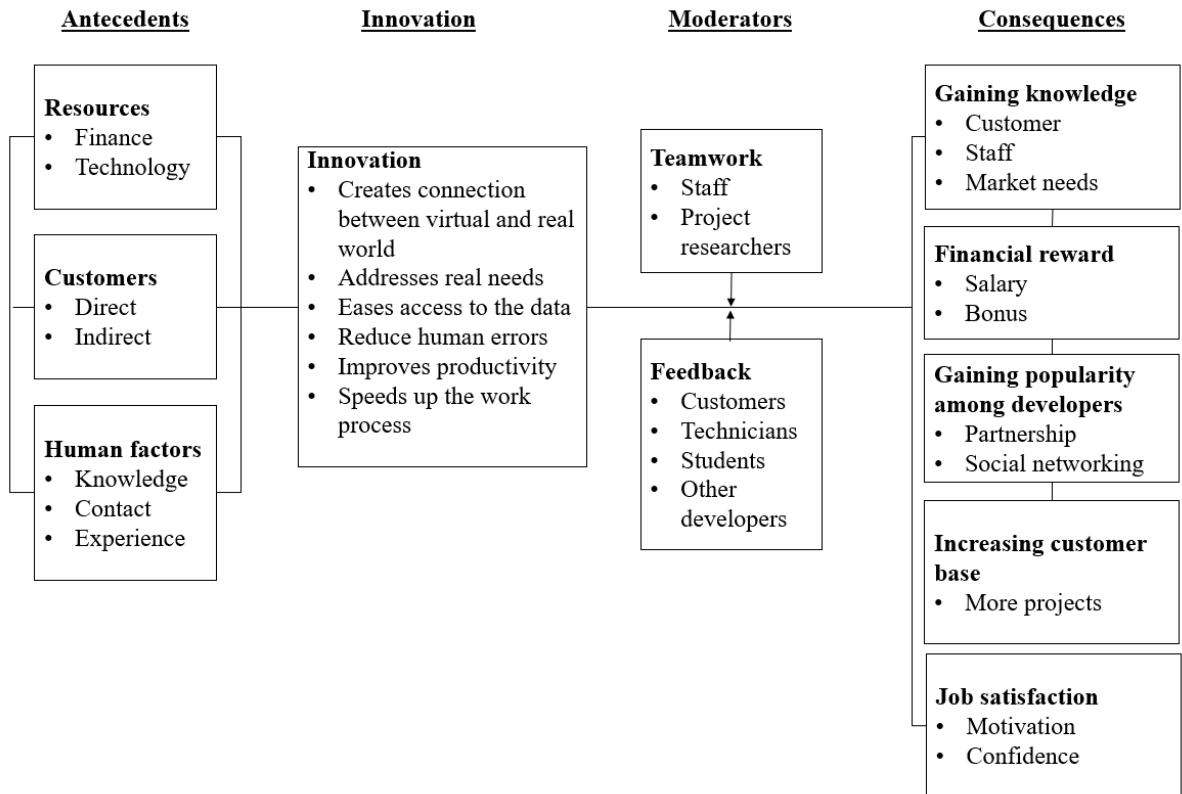 Antecedents
Innovation
Moderators
Consequences
Resources
• Finance
• Technology
Customers
• Direct
• Indirect
Human factors
• Knowledge
• Contact
• Experience
Innovation
• Creates connection
between virtual and real
world
• Addresses real needs
• Eases access to the data
• Reduce human errors
• Improves productivity
• Speeds up the work
process
Teamwork
• Staff
• Project
researchers
Feedback
• Customers
• Technicians
• Students
• Other
developers
Gaining knowledge
• Customer
• Staff
• Market needs
Financial reward
• Salary
• Bonus
Gaining popularity
among developers
• Partnership
• Social networking
Increasing customer
base
• More projects
Job satisfaction
• Motivation
• Confidence